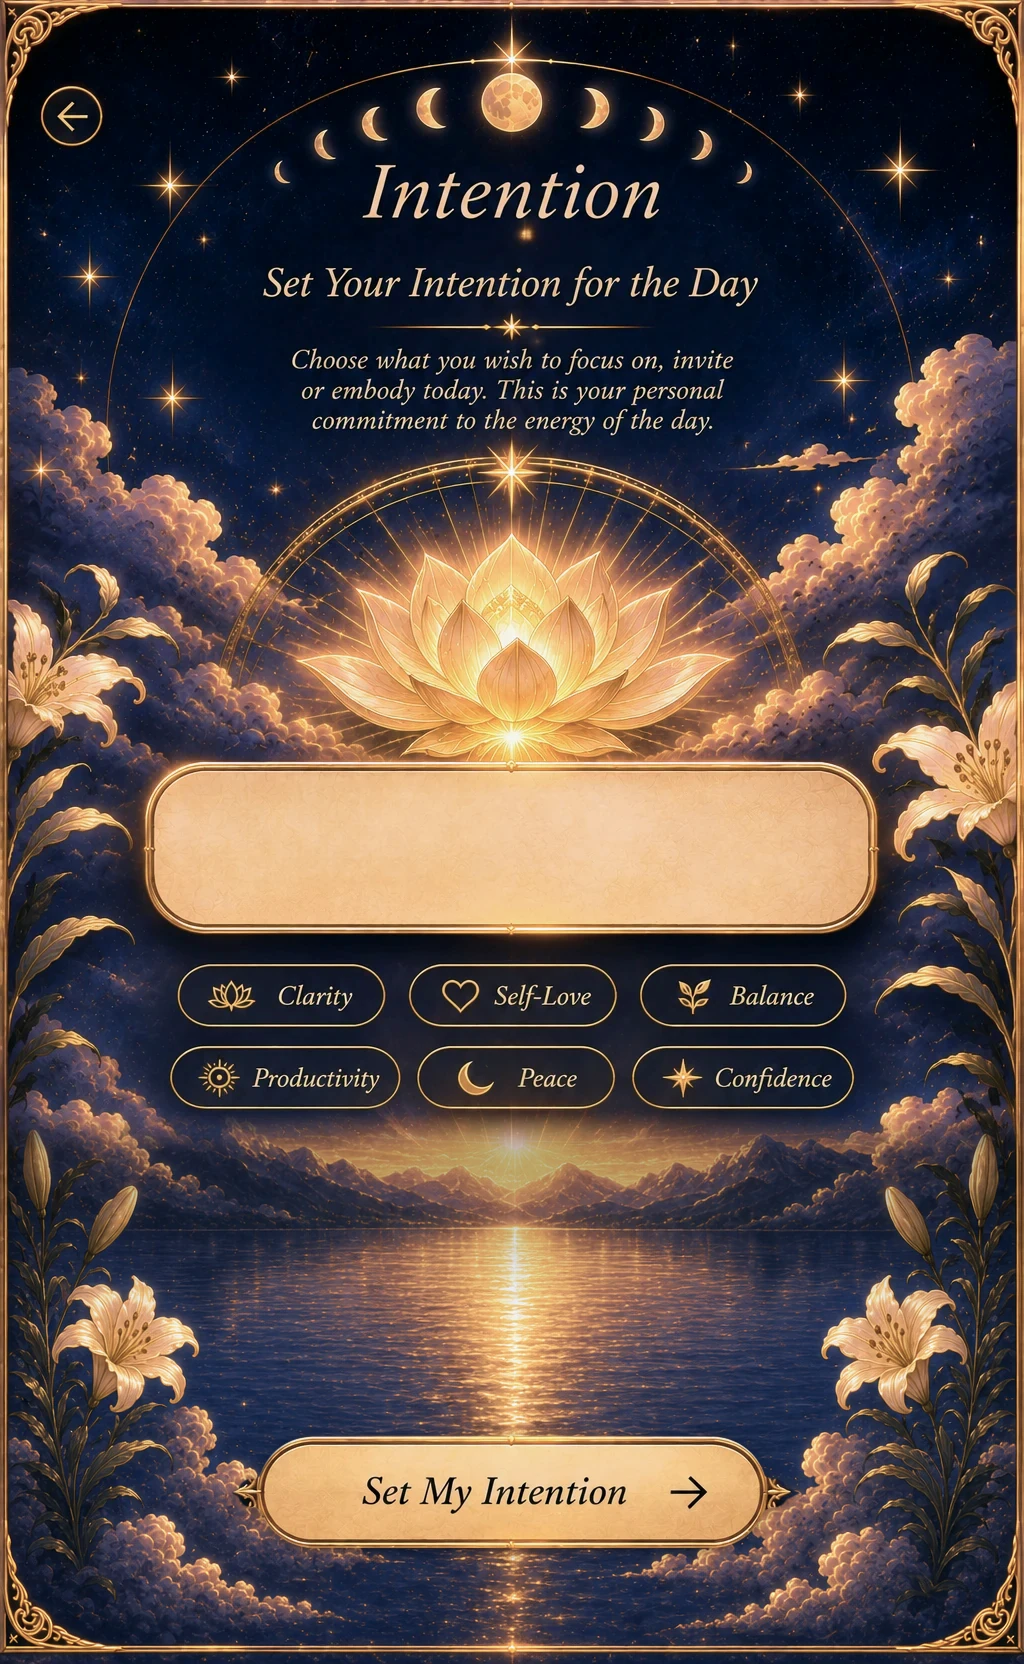 Intention
Set Your Intention for the Day
Choose what you wish to focus on, invite
or embody today. This is your personal
commitment to the energy of the day.
Clarity
Self-Love
Balance
Productivity
Peace
Confidence
Set My Intention